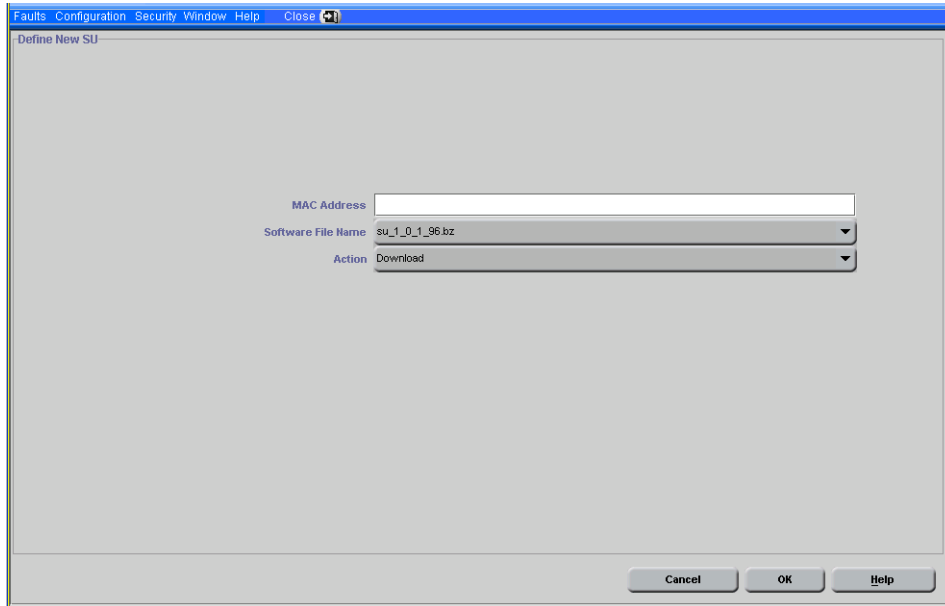 Faults Configuration Security Window Help Close
Define New SU
MAC Address
Software File Name su_1_0_1_96.bz
Action Download
Cancel OK Help